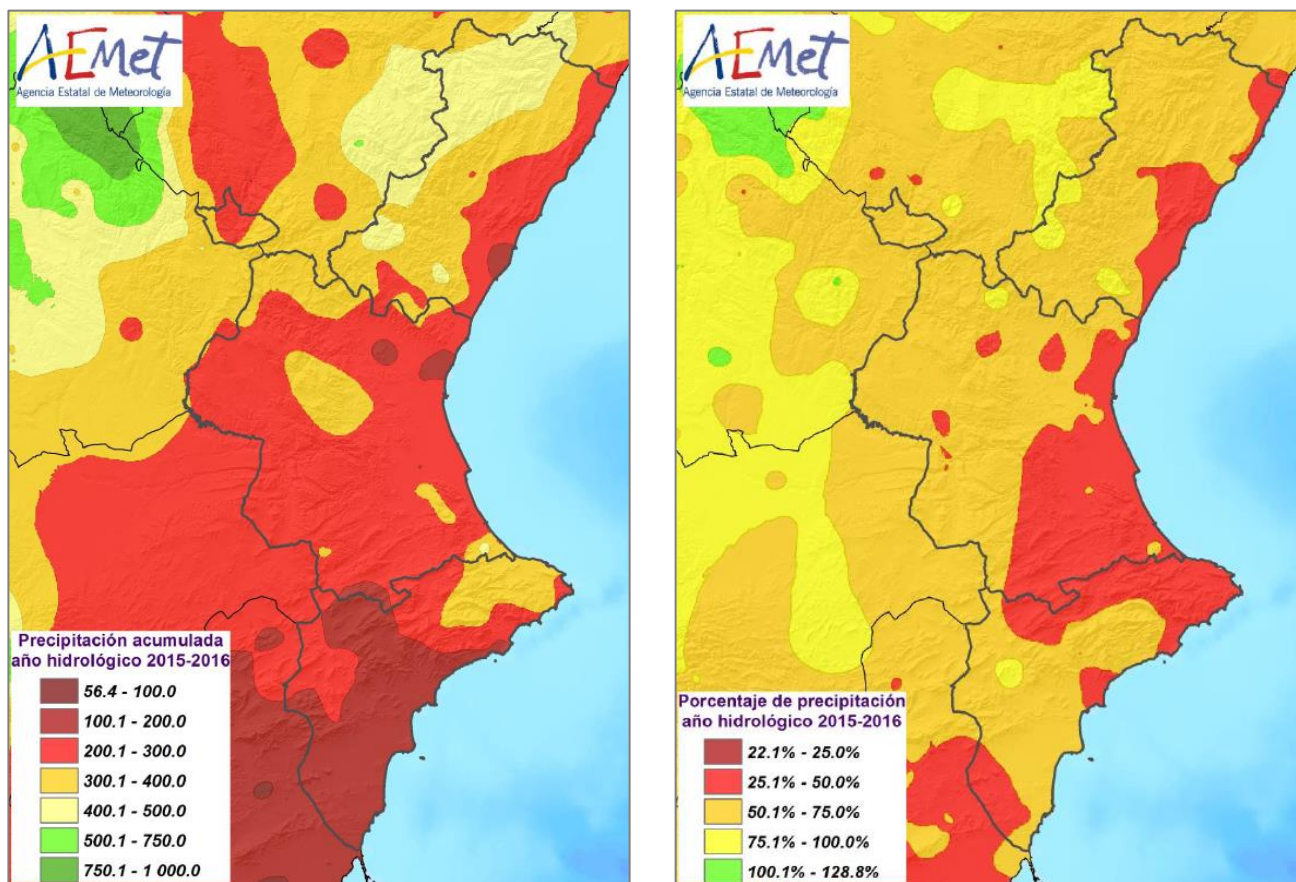 AEMet
Agencia Estatal de Meteorología
Precipitación acumulada
año hidrológico 2015-2016
56.4 - 100.0
100.1 - 200.0
200.1 - 300.0
300.1 - 400.0
400.1 - 500.0
500.1 - 750.0
750.1 - 1 000.0
AEMet
Agencia Estatal de Meteorología
Porcentaje de precipitación
año hidrológico 2015-2016
22.1% - 25.0%
25.1% - 50.0%
50.1% - 75.0%
75.1% - 100.0%
100.1% - 128.8%